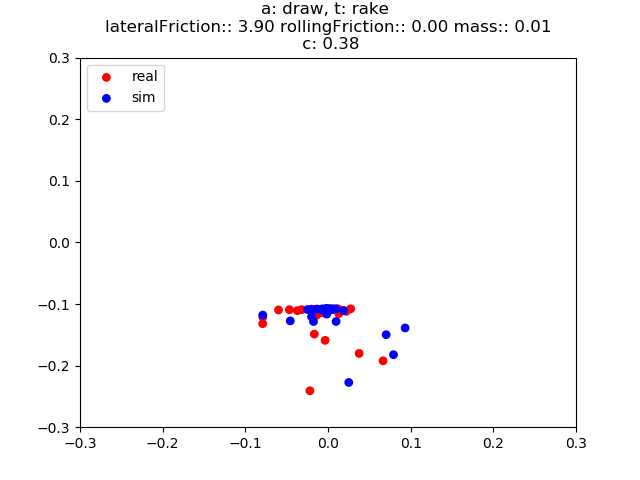 a: draw, t: rake
lateralFriction:: 3.90 rollingFriction:: 0.00 mass:: 0.01
c: 0.38
real
sim
0.3
0.2
0.1
0.0
−0.1
−0.2
−0.3
−0.3 −0.2 −0.1 0.0 0.1 0.2 0.3